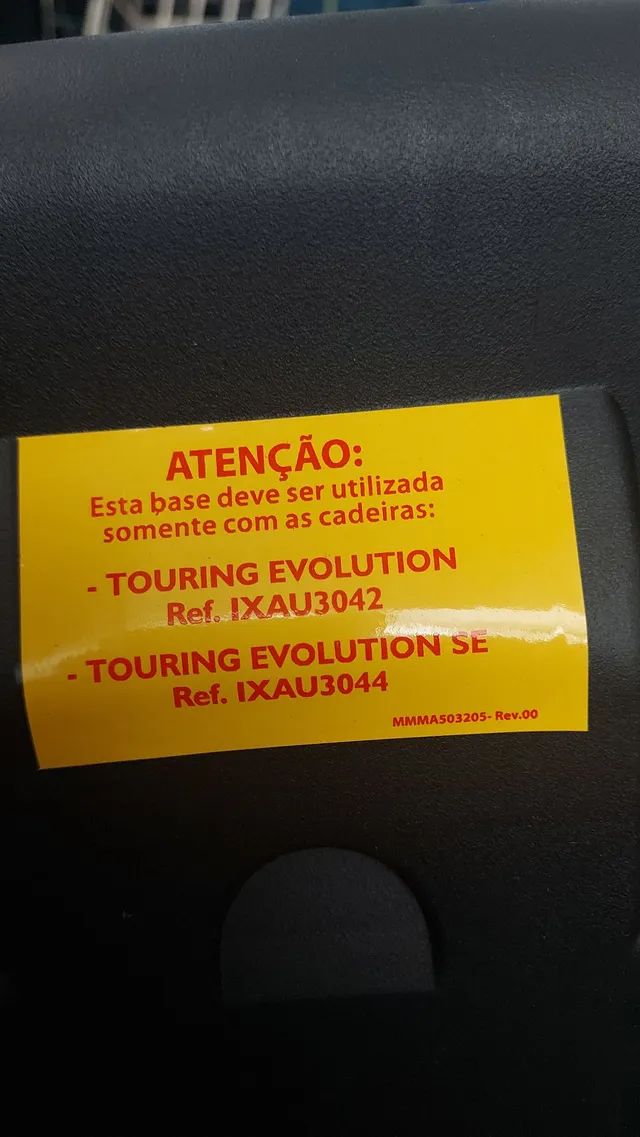 ATENÇÃO:
Esta base deve ser utilizada
somente com as cadeiras:
- TOURING EVOLUTION
Ref. IXAU3042
- TOURING EVOLUTION SE
Ref. IXAU3044
MMMA503205- Rev.00